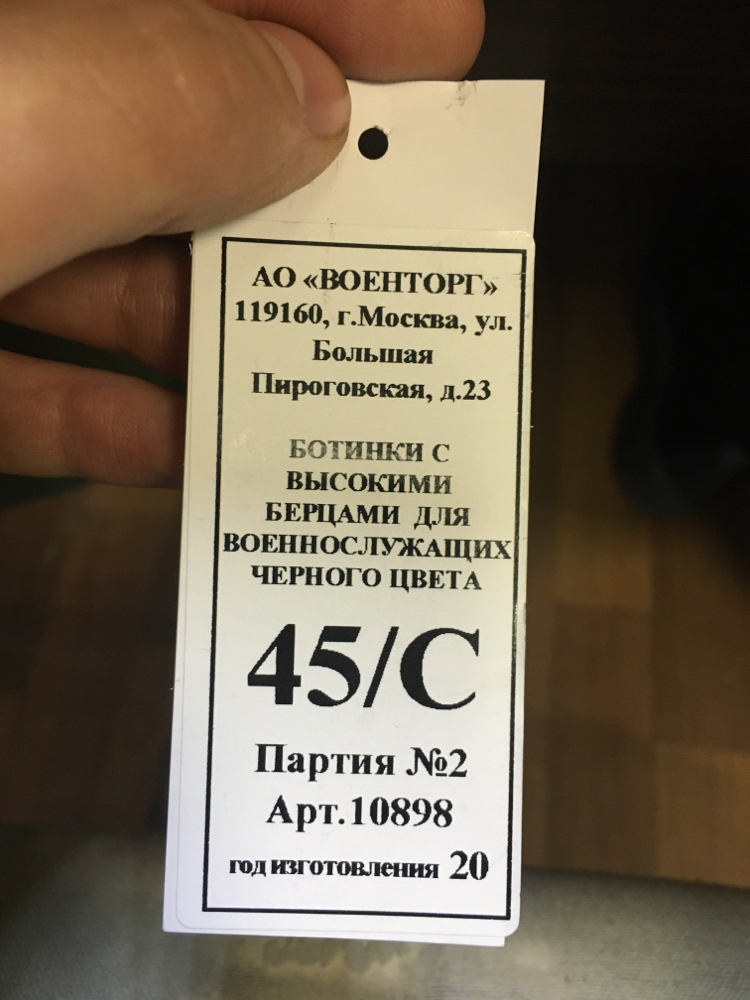 АО «ВОЕНТОРГ»
119160, г.Москва, ул.
Большая
Пироговская, д.23
БОТИНКИ С
ВЫСОКИМИ
БЕРЦАМИ ДЛЯ
ВОЕННОСЛУЖАЩИХ
ЧЕРНОГО ЦВЕТА
45/С
Партия №2
Арт.10898
год изготовления 20